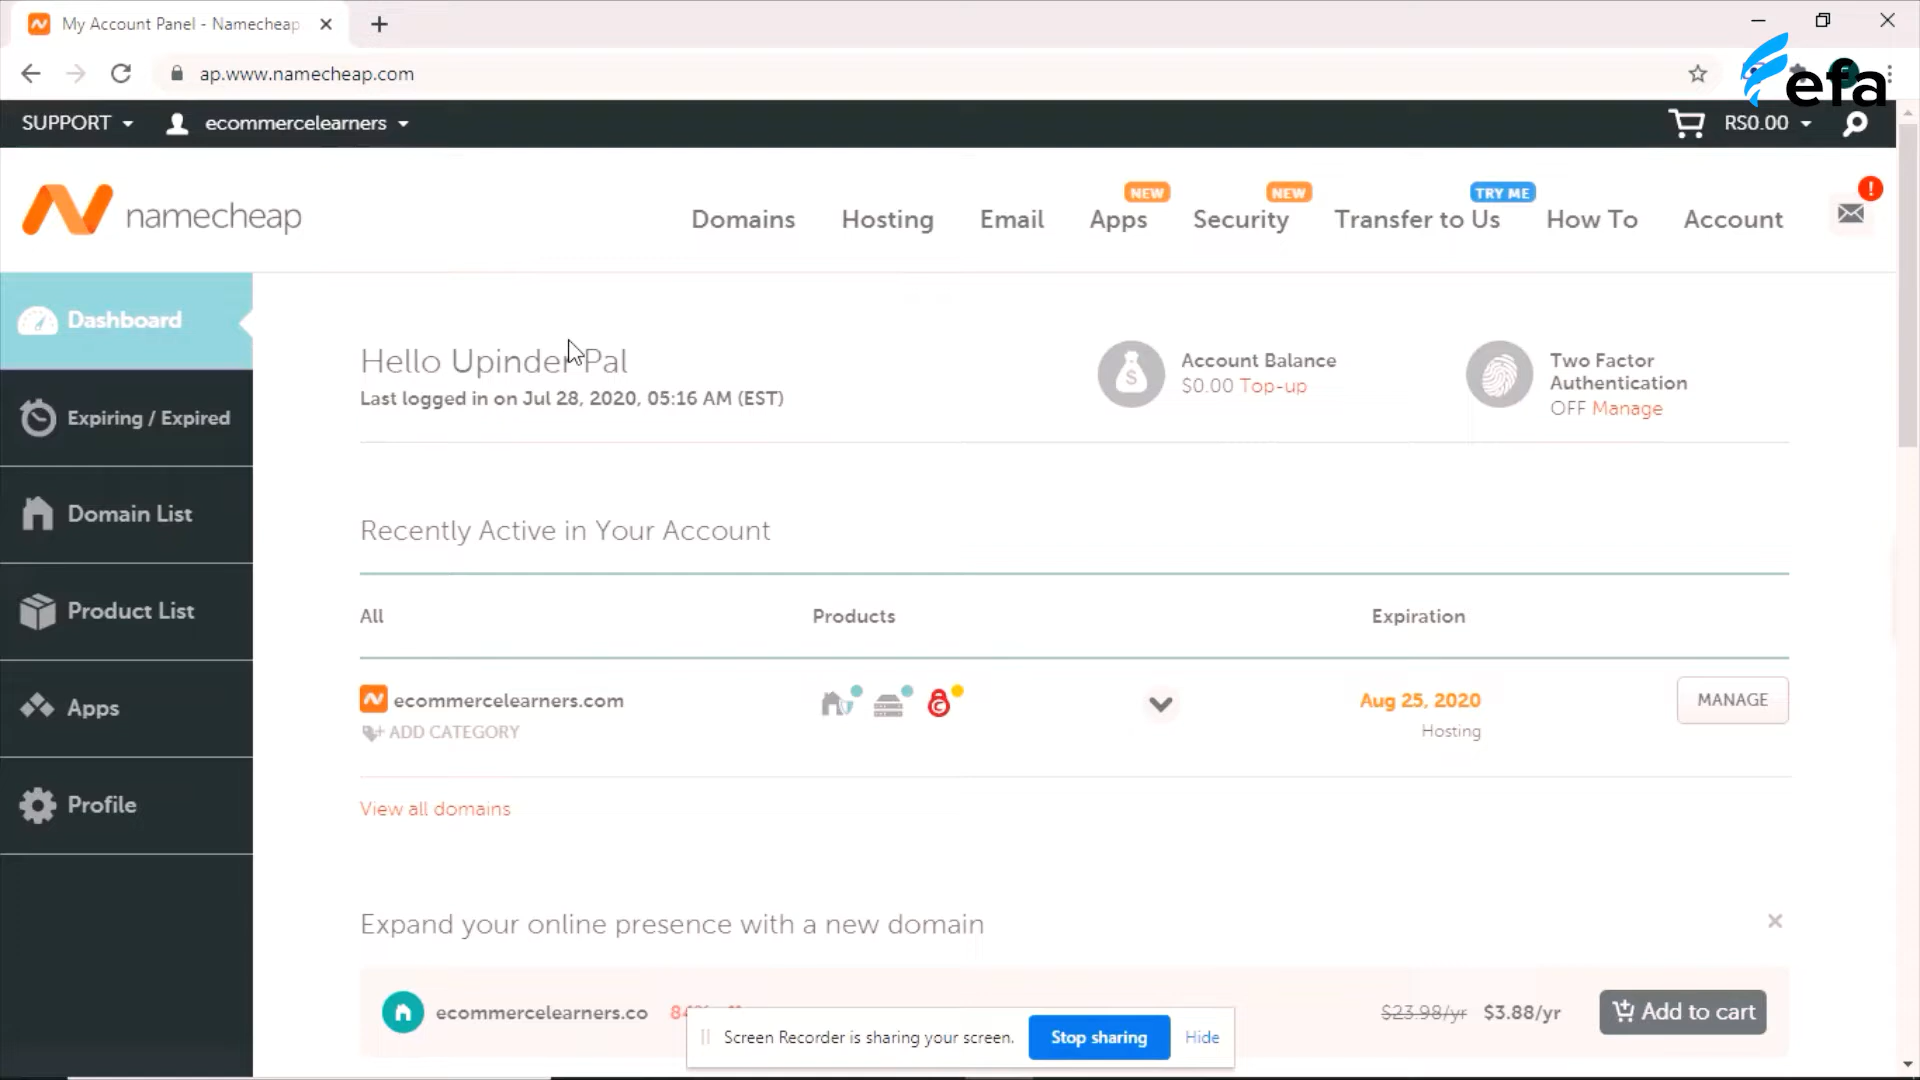 My Account Panel - Namecheap
ap.www.namecheap.com
efa
SUPPORT
ecommercelearners
RS0.00
namecheap
Domains
Hosting
Email
NEW
Apps
NEW
Security
TRY ME
Transfer to Us
How To
Account
!
Dashboard
Expiring / Expired
Domain List
Product List
Apps
Profile
Hello Upinder Pal
Last logged in on Jul 28, 2020, 05:16 AM (EST)
$
Account Balance
$0.00 Top-up
Two Factor
Authentication
OFF Manage
Recently Active in Your Account
All
Products
Expiration
ecommercelearners.com
ADD CATEGORY
Aug 25, 2020
Hosting
MANAGE
View all domains
Expand your online presence with a new domain
ecommercelearners.co
$23.98/yr
$3.88/yr
Add to cart
Screen Recorder is sharing your screen.
Stop sharing
Hide